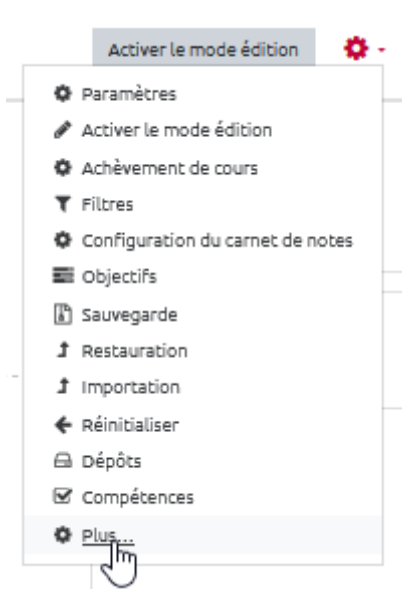 Activer le mode édition
Paramètres
Activer le mode édition
Achèvement de cours
Filtres
Configuration du carnet de notes
Objectifs
Sauvegarde
Restauration
Importation
Réinitialiser
Dépôts
Compétences
Plus...